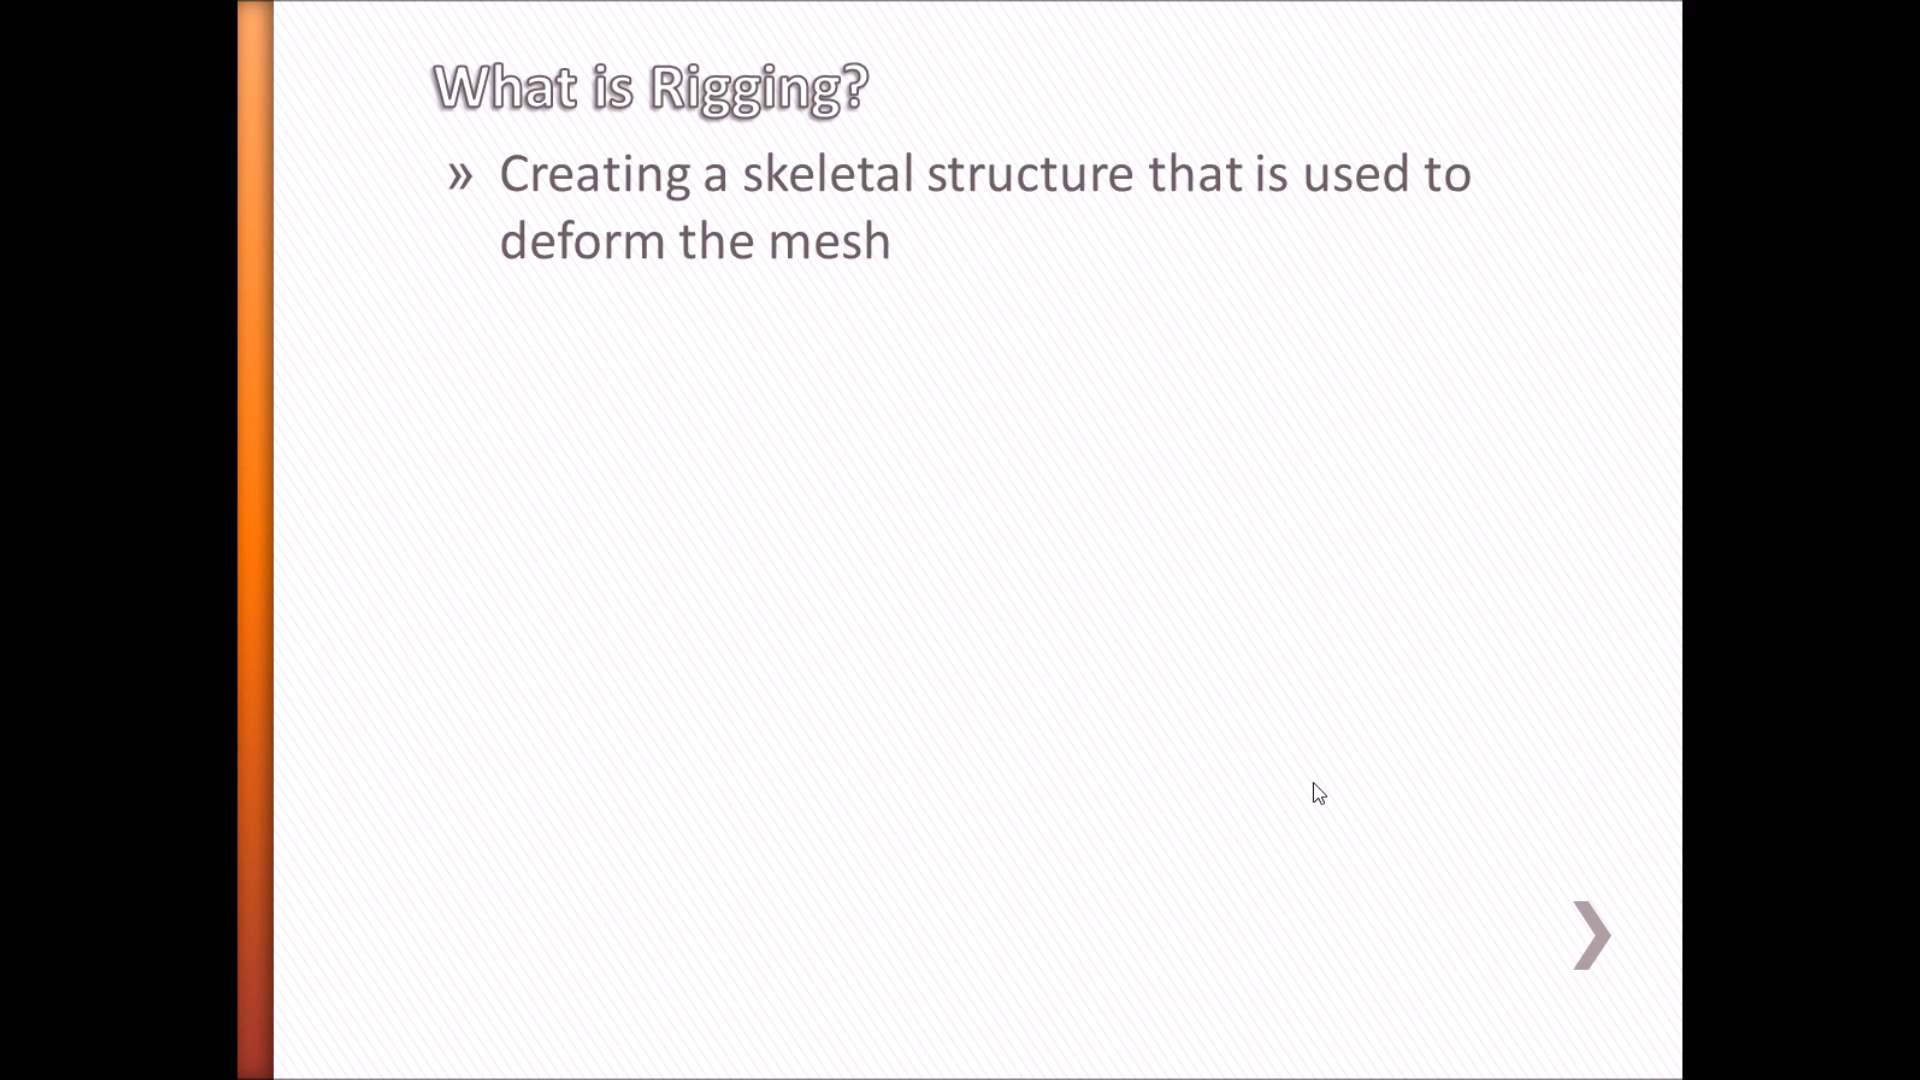 What is Rigging?
» Creating a skeletal structure that is used to
deform the mesh